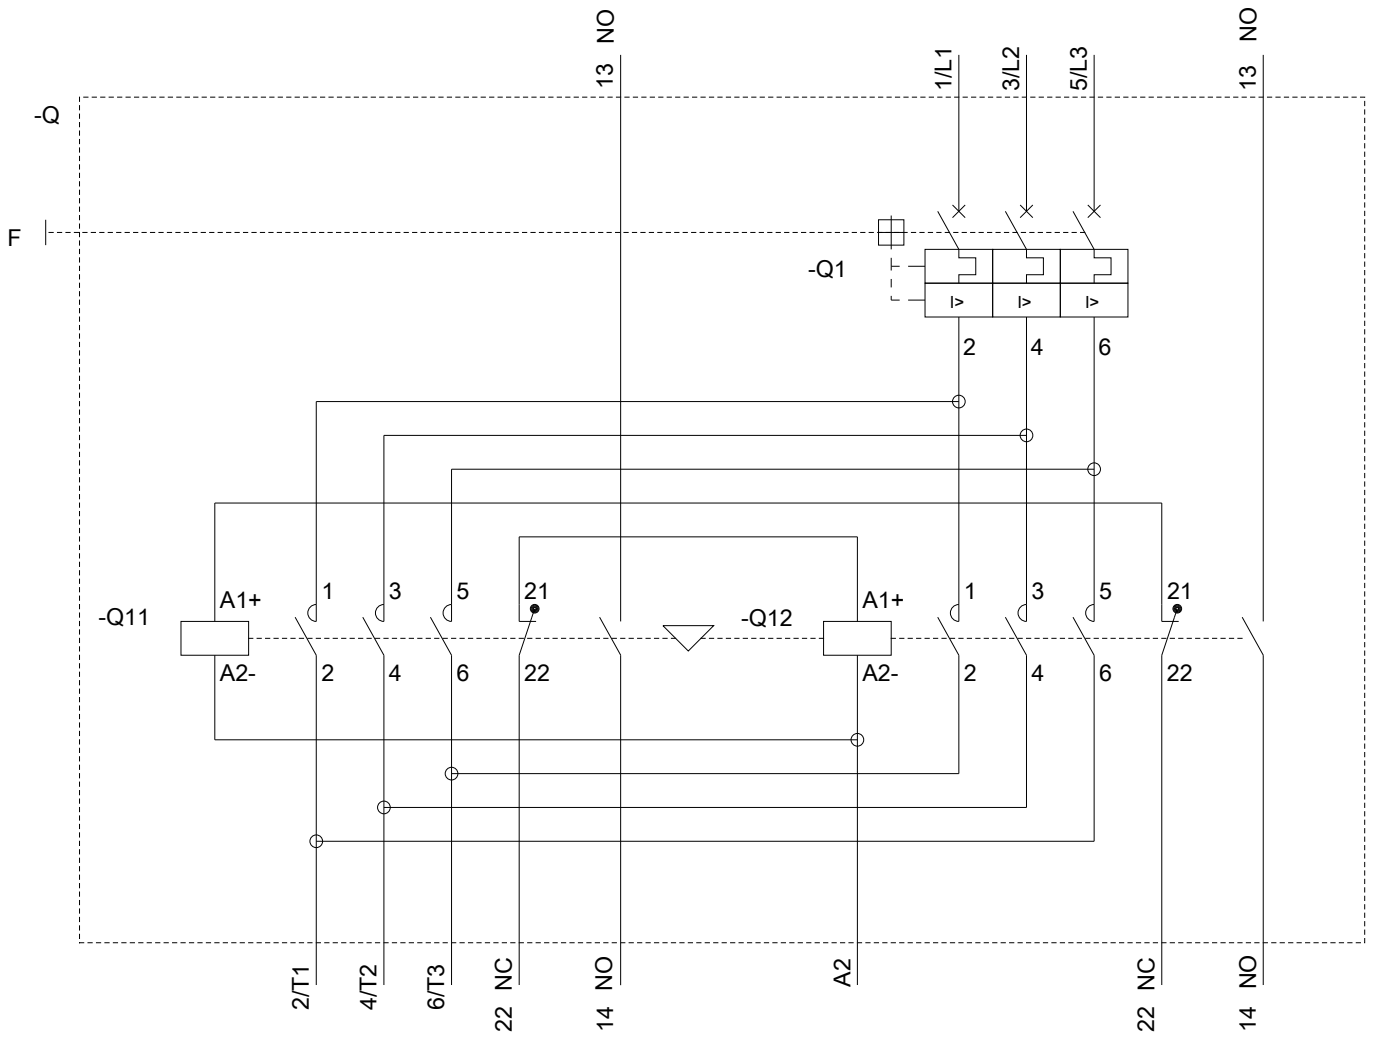 13 NO
1/L1
3/L2
5/L3
13 NO
-Q
F
-Q1
I> I> I>
2 4 6
-Q11
A1+ 1 3 5 21
-Q12
A1+ 1 3 5 21
A2- 2 4 6 22
A2- 2 4 6 22
2/T1
4/T2
6/T3
22 NC
14 NO
A2
22 NC
14 NO